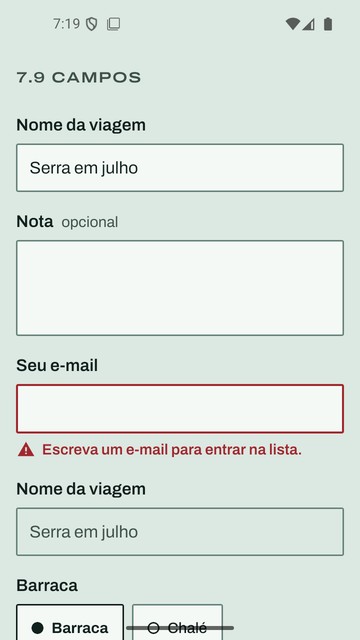 7:19
7.9 CAMPOS
Nome da viagem
Serra em julho
Nota opcional
Seu e-mail
Escreva um e-mail para entrar na lista.
Nome da viagem
Serra em julho
Barraca
Barraca Chalé